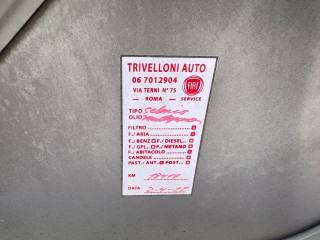 TRIVELLONI AUTO
06 7012904
VIA TERNI N° 75
ROMA
FIAT
SERVICE
TIPO
OLIO
FILTRO
F./ ARIA
F./ BENZ F./ DIESEL
F./ GPL F./ METANO
F./ ABITACOLO
CANDELE
PAST./ ANT. POST.
KM
DATA